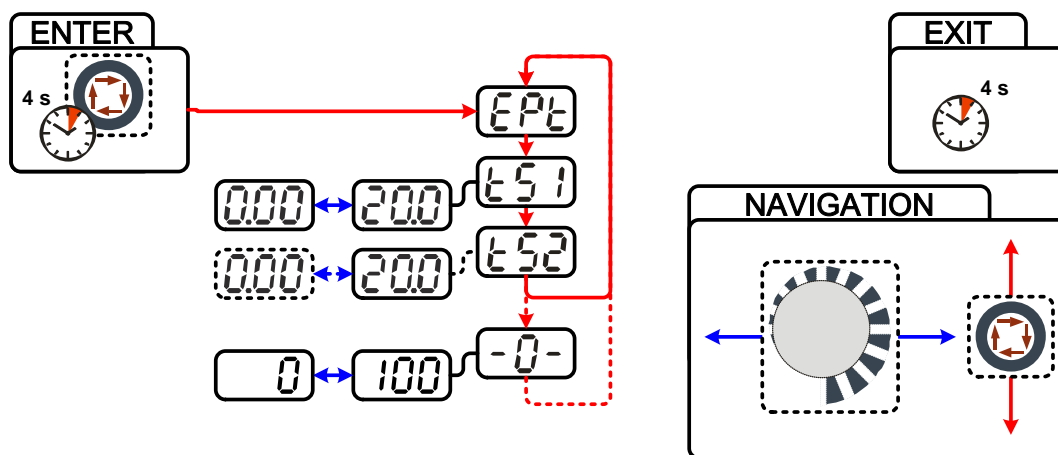 ENTER
EXIT
4 s
4 s
EPt
tS1
0.00
20.0
NAVIGATION
tS2
0.00
20.0
-0-
0
100